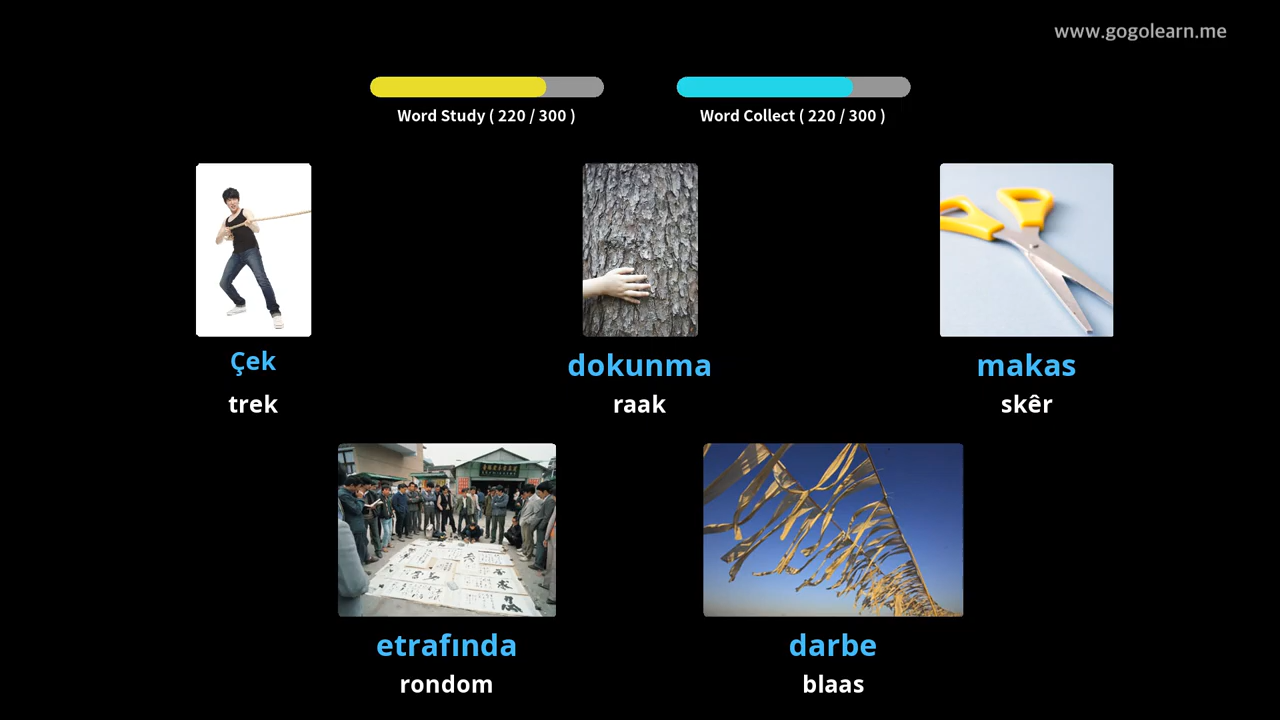 www.gogolearn.me
Word Study ( 220 / 300 )
Word Collect ( 220 / 300 )
Çek
trek
dokunma
raak
makas
skêr
etrafında
rondom
darbe
blaas